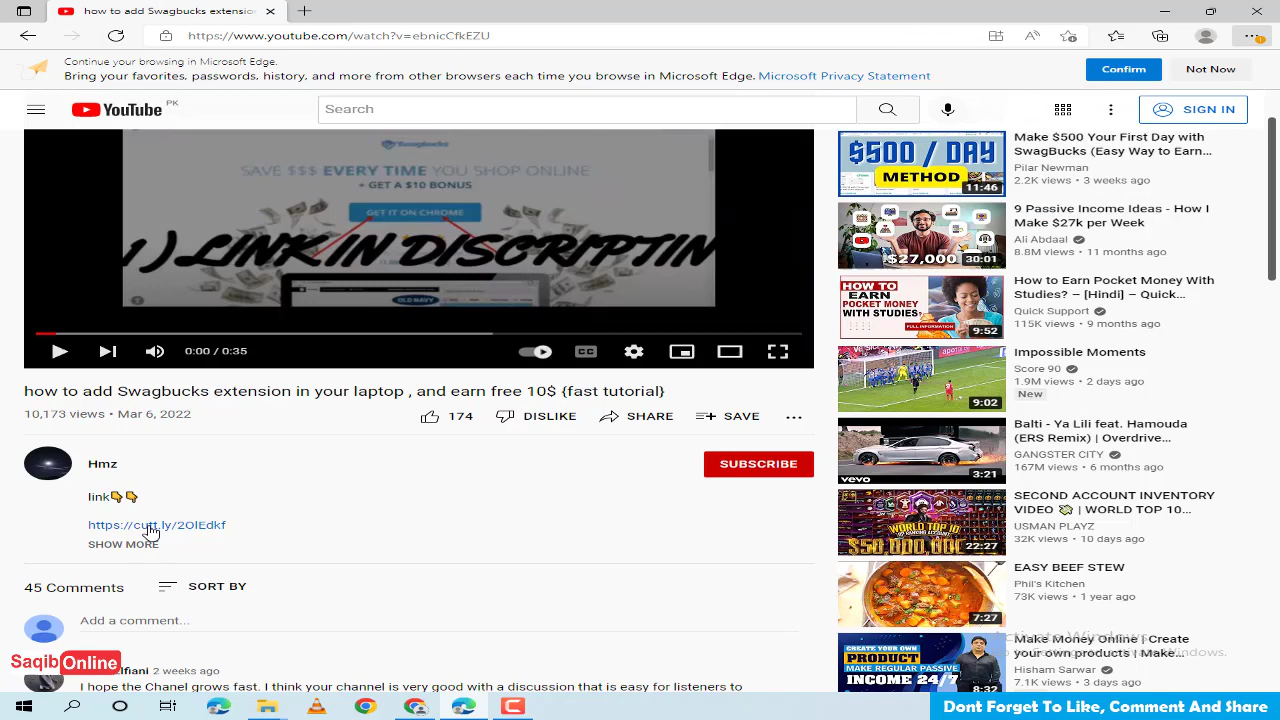 how to add Swagbucks extension
https://www.youtube.com/watch?v=ebnicCfkEZU
Continue your browsing in Microsoft Edge.
Bring your favorites, passwords, history, and more from other browsers each time you browse in Microsoft Edge. Microsoft Privacy Statement
Confirm
Not Now
YouTube PK
Search
SIGN IN
SwagBucks
SAVE $$$ EVERY TIME YOU SHOP ONLINE
+ GET A $10 BONUS
GET IT ON CHROME
1) LINK IN DISCRIPTIN
OLD NAVY
0:00 / 0:35
CC
how to add Swagbucks extension in your laptop , and earn free 10$ {fast tutorial}
10,173 views • Mar 6, 2022
174
DISLIKE
SHARE
SAVE
Hmz
SUBSCRIBE
link👇👇
https://cutt.ly/2OlEdkf
SHOW MORE
45 Comments
SORT BY
Add a comment...
weeks ago
I hope the Chanel grows fast. I think your channel is very good with a discussion that is easy for listeners to
Saqib Online
$500 / DAY
METHOD
11:46
Make $500 Your First Day with
SwagBucks (Easy Way to Earn...
Pilar Newman
2.2K views • 3 weeks ago
$27,000
30:01
9 Passive Income Ideas - How I
Make $27k per Week
Ali Abdaal
8.8M views • 11 months ago
HOW TO
EARN
POCKET MONEY
WITH STUDIES?
FULL INFORMATION
9:52
How to Earn Pocket Money With
Studies? – [Hindi] – Quick...
Quick Support
115K views • 9 months ago
9:02
Impossible Moments
Score 90
1.9M views • 2 days ago
New
vevo
3:21
Balti - Ya Lili feat. Hamouda
(ERS Remix) | Overdrive...
GANGSTER CITY
167M views • 6 months ago
WORLD TOP 10
$50,000,000
22:27
SECOND ACCOUNT INVENTORY
VIDEO 💸 | WORLD TOP 10...
USMAN PLAYZ
32K views • 10 days ago
7:27
EASY BEEF STEW
Phil's Kitchen
73K views • 1 year ago
CREATE YOUR OWN
PRODUCT
MAKE REGULAR PASSIVE
INCOME 24/7
8:32
Make Money Online | Create
your own products | Make...
Hisham Sarwar
7.1K views • 3 days ago
Activate Windows
Dont Forget To Like, Comment And Share